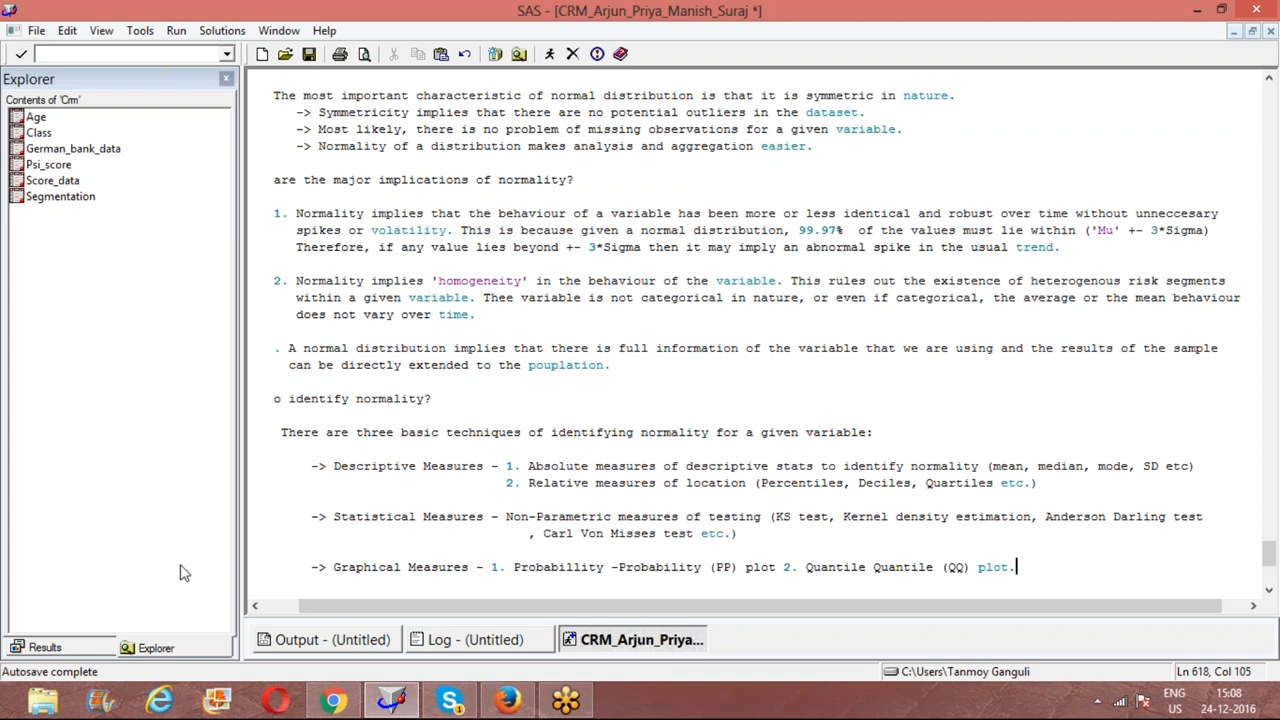 SAS - [CRM_Arjun_Priya_Manish_Suraj *]
File Edit View Tools Run Solutions Window Help
Explorer
Contents of 'Crm'
Age
Class
German_bank_data
Psi_score
Score_data
Segmentation
The most important characteristic of normal distribution is that it is symmetric in nature.
-> Symmetricity implies that there are no potential outliers in the dataset.
-> Most likely, there is no problem of missing observations for a given variable.
-> Normality of a distribution makes analysis and aggregation easier.
are the major implications of normality?
1. Normality implies that the behaviour of a variable has been more or less identical and robust over time without unneccesary
spikes or volatility. This is because given a normal distribution, 99.97% of the values must lie within ('Mu' +- 3*Sigma)
Therefore, if any value lies beyond +- 3*Sigma then it may imply an abnormal spike in the usual trend.
2. Normality implies 'homogeneity' in the behaviour of the variable. This rules out the existence of heterogenous risk segments
within a given variable. Thee variable is not categorical in nature, or even if categorical, the average or the mean behaviour
does not vary over time.
. A normal distribution implies that there is full information of the variable that we are using and the results of the sample
can be directly extended to the pouplation.
o identify normality?
There are three basic techniques of identifying normality for a given variable:
-> Descriptive Measures - 1. Absolute measures of descriptive stats to identify normality (mean, median, mode, SD etc)
2. Relative measures of location (Percentiles, Deciles, Quartiles etc.)
-> Statistical Measures - Non-Parametric measures of testing (KS test, Kernel density estimation, Anderson Darling test
, Carl Von Misses test etc.)
-> Graphical Measures - 1. Probabillity -Probability (PP) plot 2. Quantile Quantile (QQ) plot.
Results
Explorer
Output - (Untitled)
Log - (Untitled)
CRM_Arjun_Priya...
Autosave complete
C:\Users\Tanmoy Ganguli
Ln 618, Col 105
ENG
US
15:08
24-12-2016